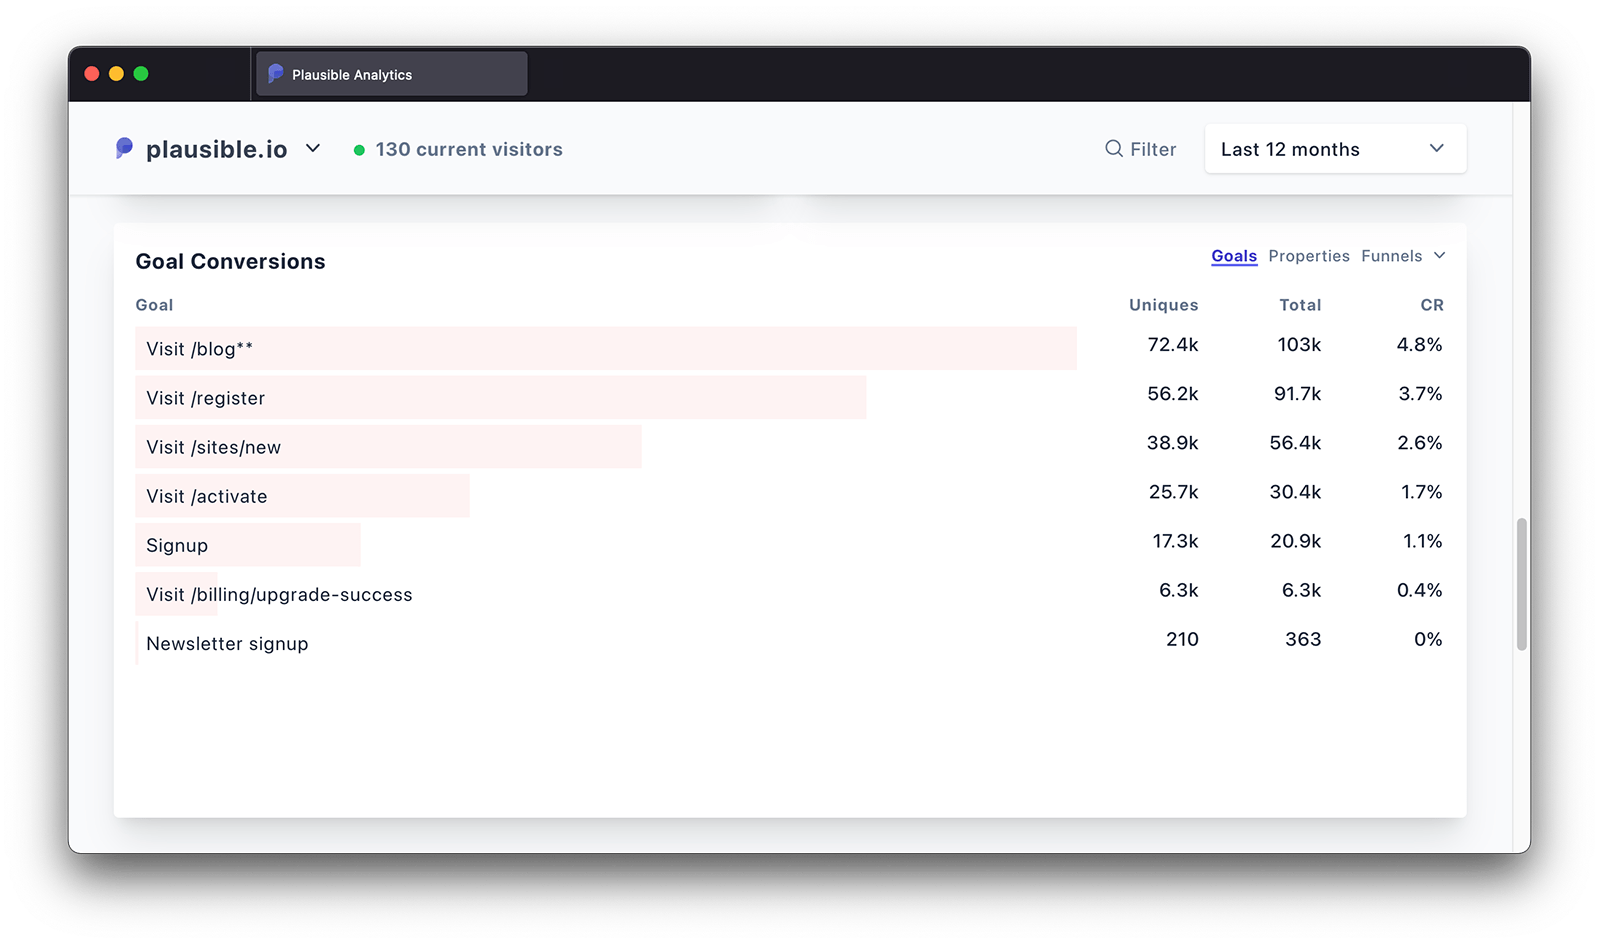 Plausible Analytics
plausible.io 130 current visitors Filter Last 12 months
Goal Conversions Goals Properties Funnels
Goal Uniques Total CR
Visit /blog** 72.4k 103k 4.8%
Visit /register 56.2k 91.7k 3.7%
Visit /sites/new 38.9k 56.4k 2.6%
Visit /activate 25.7k 30.4k 1.7%
Signup 17.3k 20.9k 1.1%
Visit /billing/upgrade-success 6.3k 6.3k 0.4%
Newsletter signup 210 363 0%